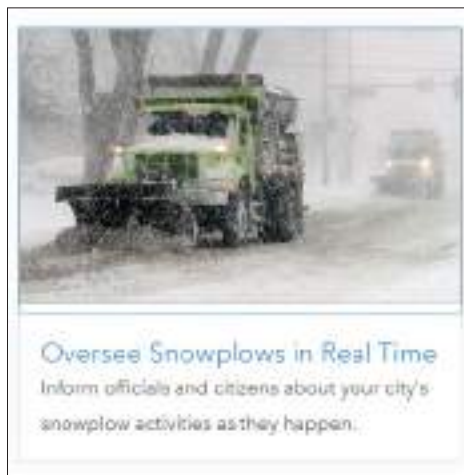 Oversee Snowplows in Real Time
Inform officials and citizens about your city's
snowplow activities as they happen.